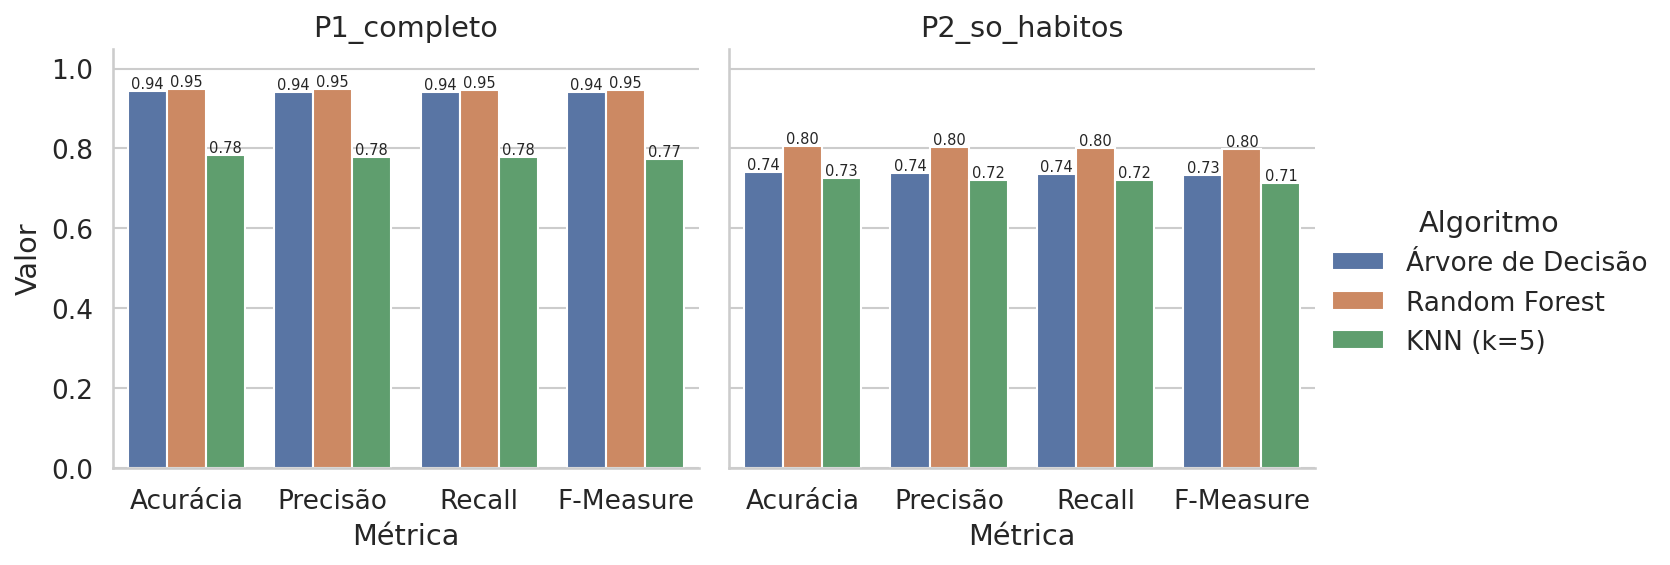 P1_completo
P2_so_habitos
Valor
1.0
0.8
0.6
0.4
0.2
0.0
0.94 0.95 0.78
0.94 0.95 0.78
0.94 0.95 0.78
0.94 0.95 0.77
0.74 0.80 0.73
0.74 0.80 0.72
0.74 0.80 0.72
0.73 0.80 0.71
Acurácia Precisão Recall F-Measure
Métrica
Acurácia Precisão Recall F-Measure
Métrica
Algoritmo
Árvore de Decisão
Random Forest
KNN (k=5)